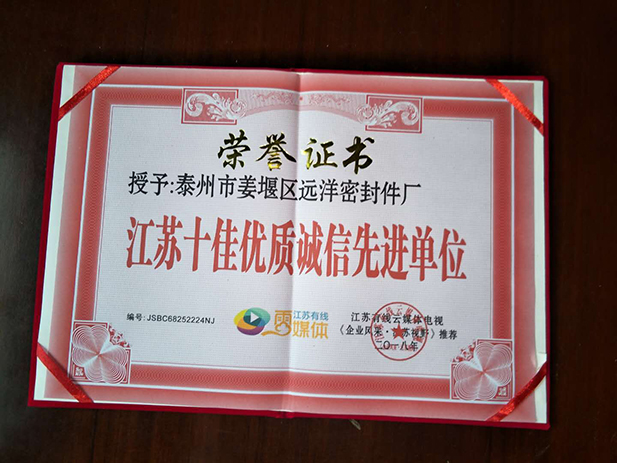 荣誉证书
授予:泰州市姜堰区远洋密封件厂
江苏十佳优质诚信先进单位
编号: JSBC68252224NJ
江苏有线
云媒体
江苏有线云媒体电视
《企业风采·江苏视野》推荐
二〇一八年